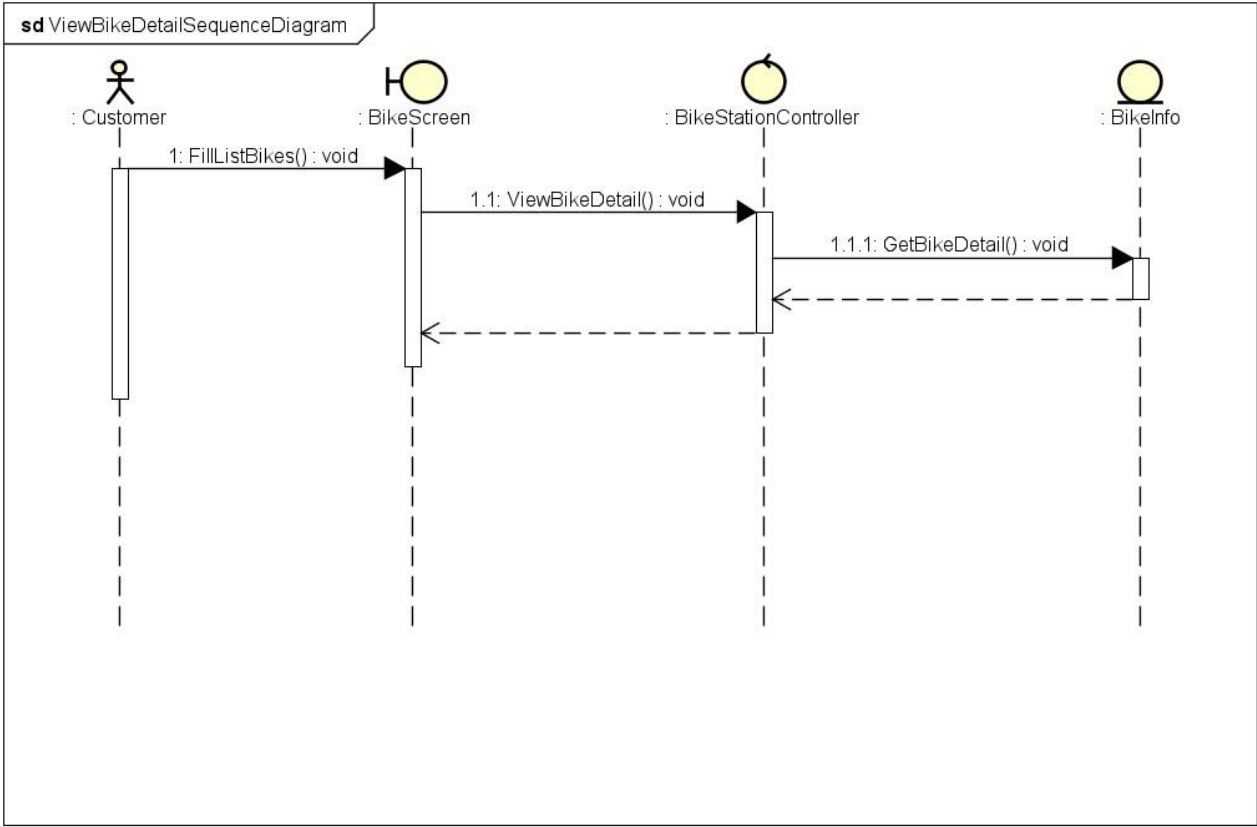 sd ViewBikeDetailSequenceDiagram
: Customer
: BikeScreen
: BikeStationController
: BikeInfo
1: FillListBikes() : void
1.1: ViewBikeDetail() : void
1.1.1: GetBikeDetail() : void